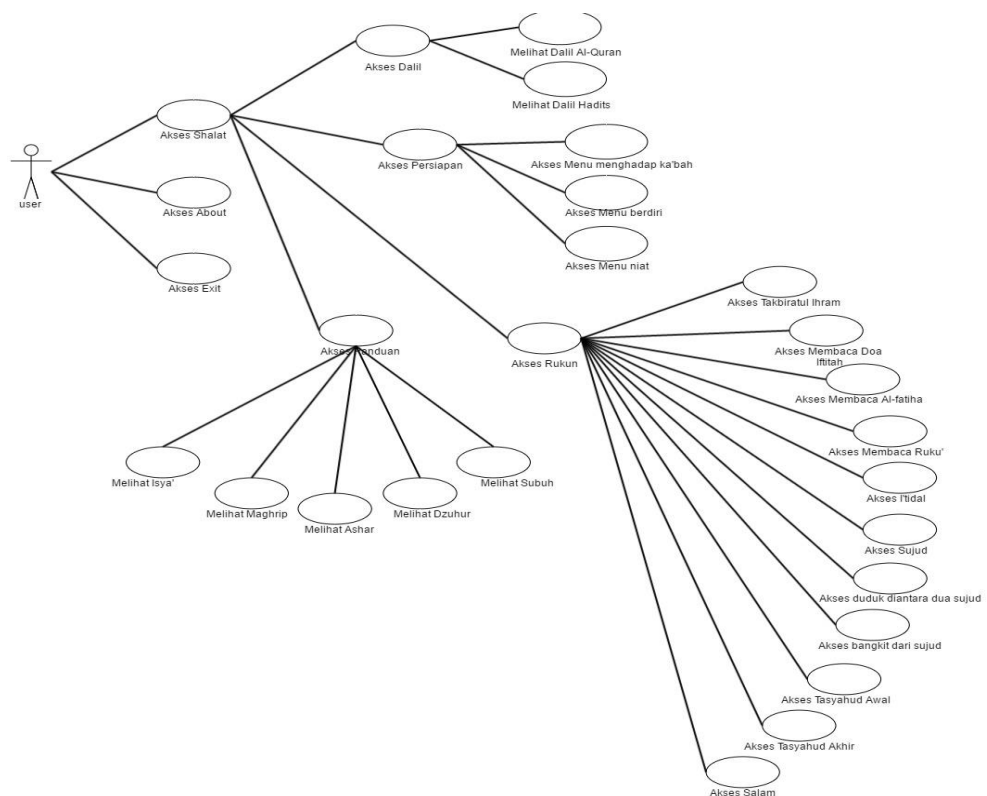 Melihat Dalil Al-Quran
Akses Dalil
Melihat Dalil Hadits
Akses Shalat
Akses Persiapan
Akses Menu menghadap ka'bah
user
Akses About
Akses Menu berdiri
Akses Menu niat
Akses Exit
Akses Takbiratul Ihram
Akses Panduan
Akses Rukun
Akses Membaca Doa
Iftitah
Akses Membaca Al-fatiha
Akses Membaca Ruku'
Melihat Isya'
Melihat Maghrip
Melihat Ashar
Melihat Dzuhur
Melihat Subuh
Akses I'tidal
Akses Sujud
Akses duduk diantara dua sujud
Akses bangkit dari sujud
Akses Tasyahud Awal
Akses Tasyahud Akhir
Akses Salam